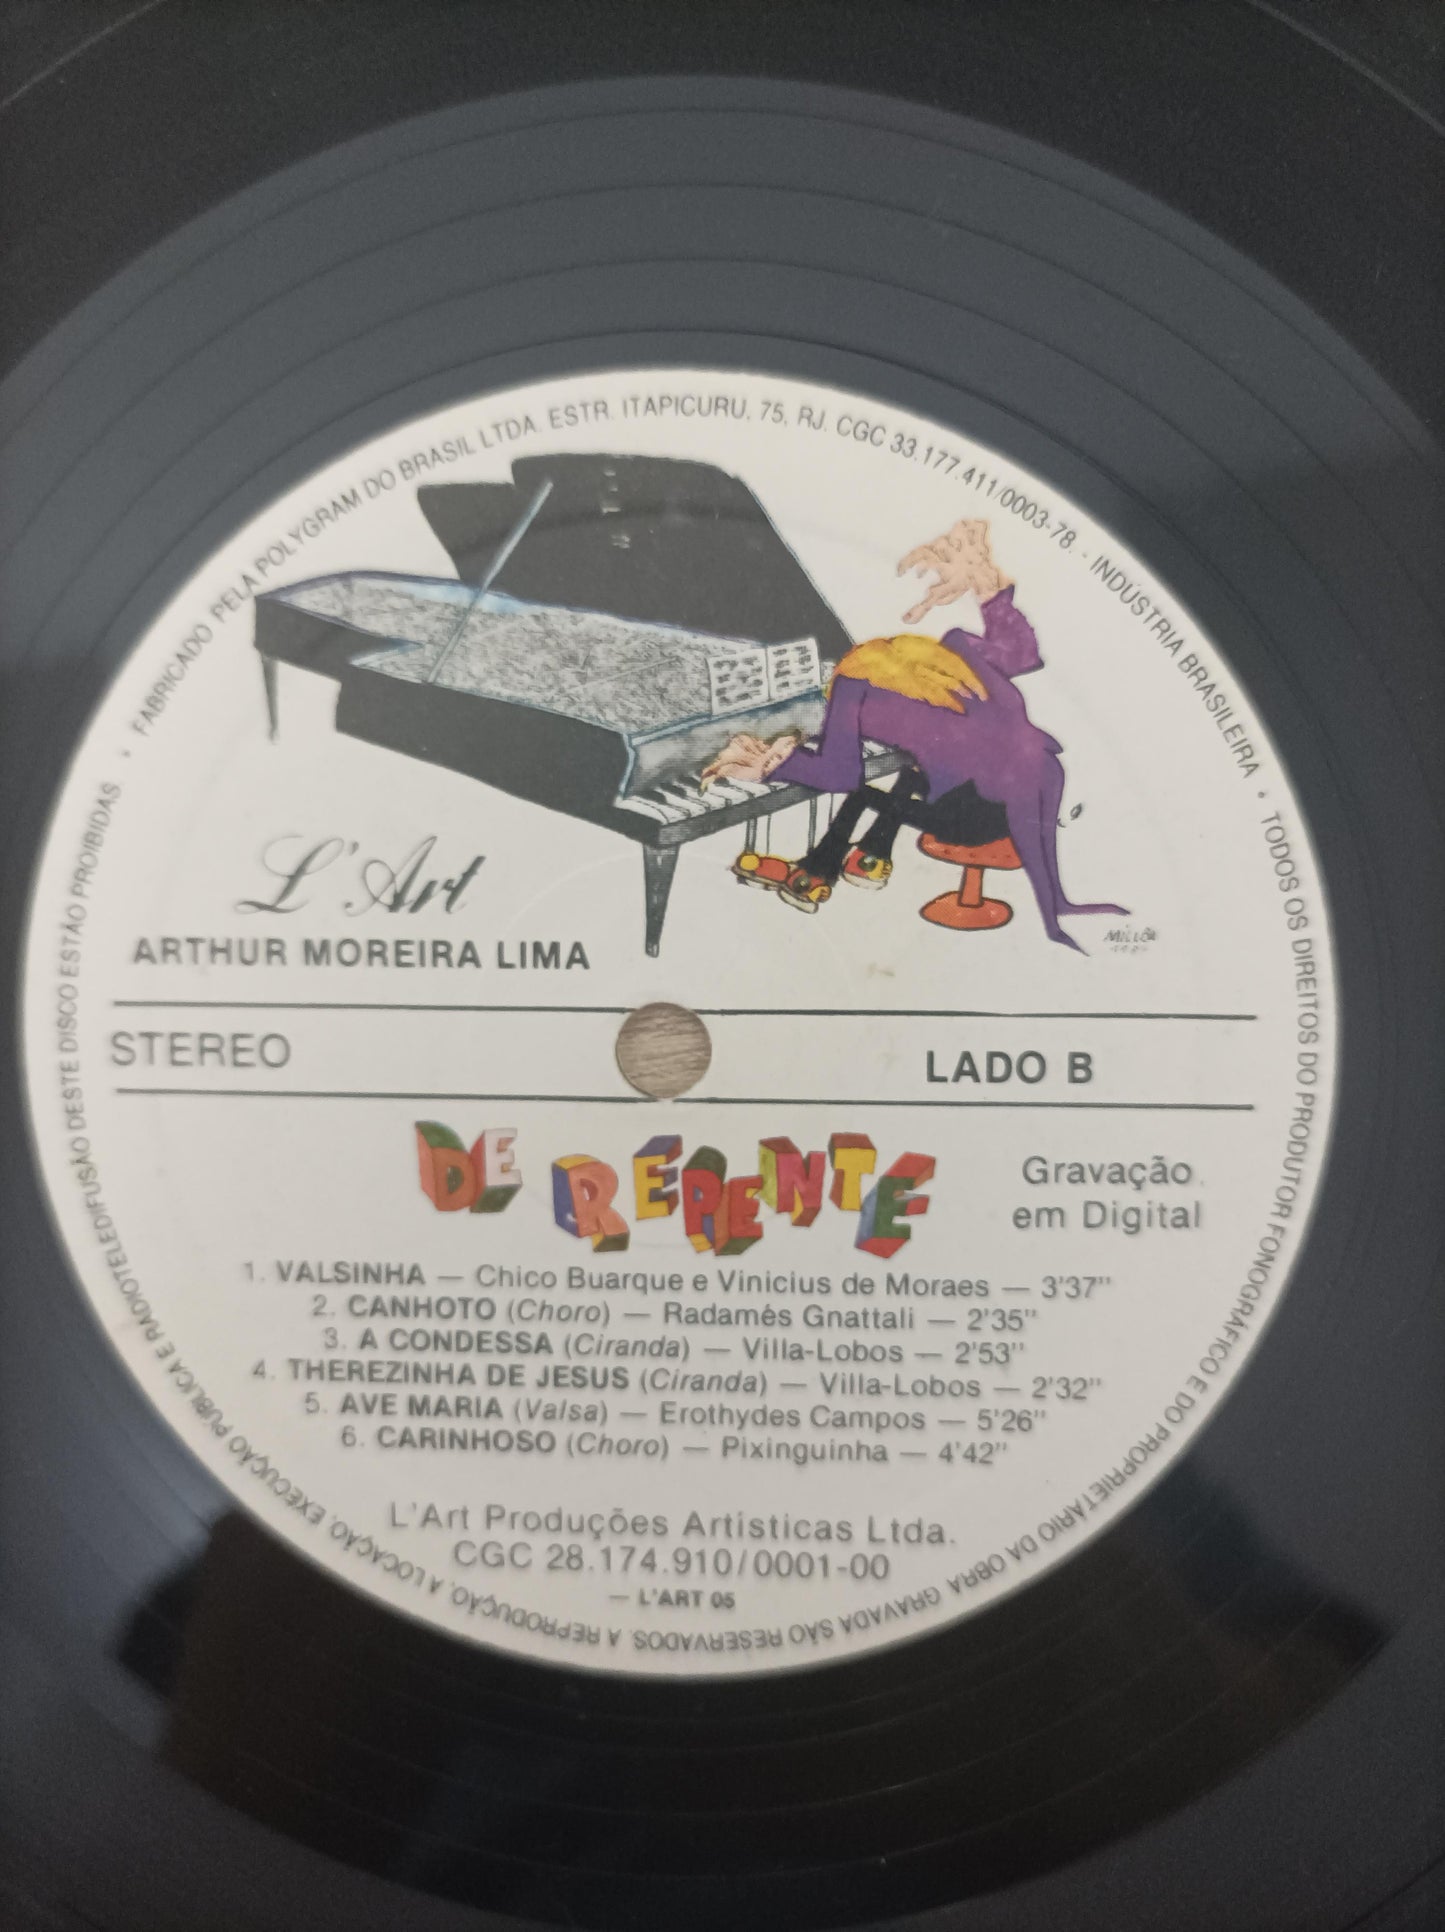 • FABRICADO PELA POLYGRAM DO BRASIL LTDA. ESTR. ITAPICURU, 75, RJ. CGC 33.177.411/0003-78. - INDÚSTRIA BRASILEIRA • TODOS OS DIREITOS DO PRODUTOR FONOGRÁFICO E DO PROPRIETÁRIO DA OBRA GRAVADA SÃO RESERVADOS. A REPRODUÇÃO, A LOCAÇÃO, EXECUÇÃO PÚBLICA E RADIOTELEDIFUSÃO DESTE DISCO ESTÃO PROIBIDAS
MILLÔR
L'Art
ARTHUR MOREIRA LIMA
STEREO
LADO B
DE REPENTE
Gravação
em Digital
1. VALSINHA — Chico Buarque e Vinicius de Moraes — 3'37"
2. CANHOTO (Choro) — Radamés Gnattali — 2'35"
3. A CONDESSA (Ciranda) — Villa-Lobos — 2'53"
4. THEREZINHA DE JESUS (Ciranda) — Villa-Lobos — 2'32"
5. AVE MARIA (Valsa) — Erothydes Campos — 5'26"
6. CARINHOSO (Choro) — Pixinguinha — 4'42"
L'Art Produções Artísticas Ltda.
CGC 28.174.910/0001-00
— L'ART 05